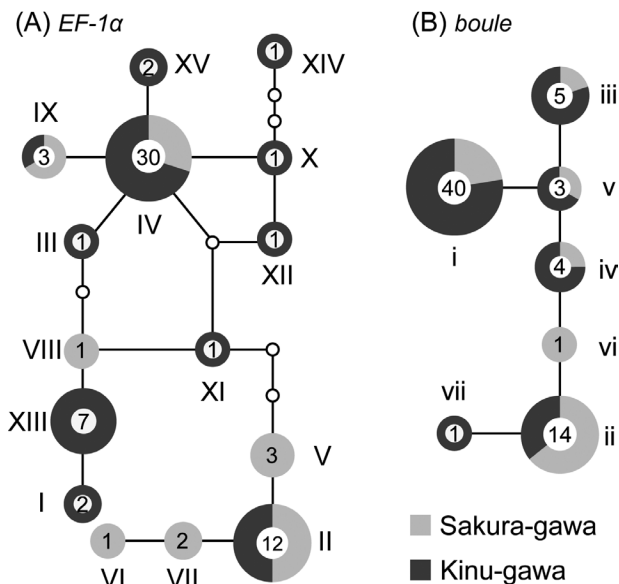 (A) EF-1α
(B) boule
XV
2
1
XIV
IX
3
30
IV
1
X
III
1
1
XII
VIII
1
1
XI
XIII
7
3
V
I
2
1
VI
2
VII
12
II
5
iii
40
i
3
v
4
iv
1
vi
vii
1
14
ii
Sakura-gawa
Kinu-gawa